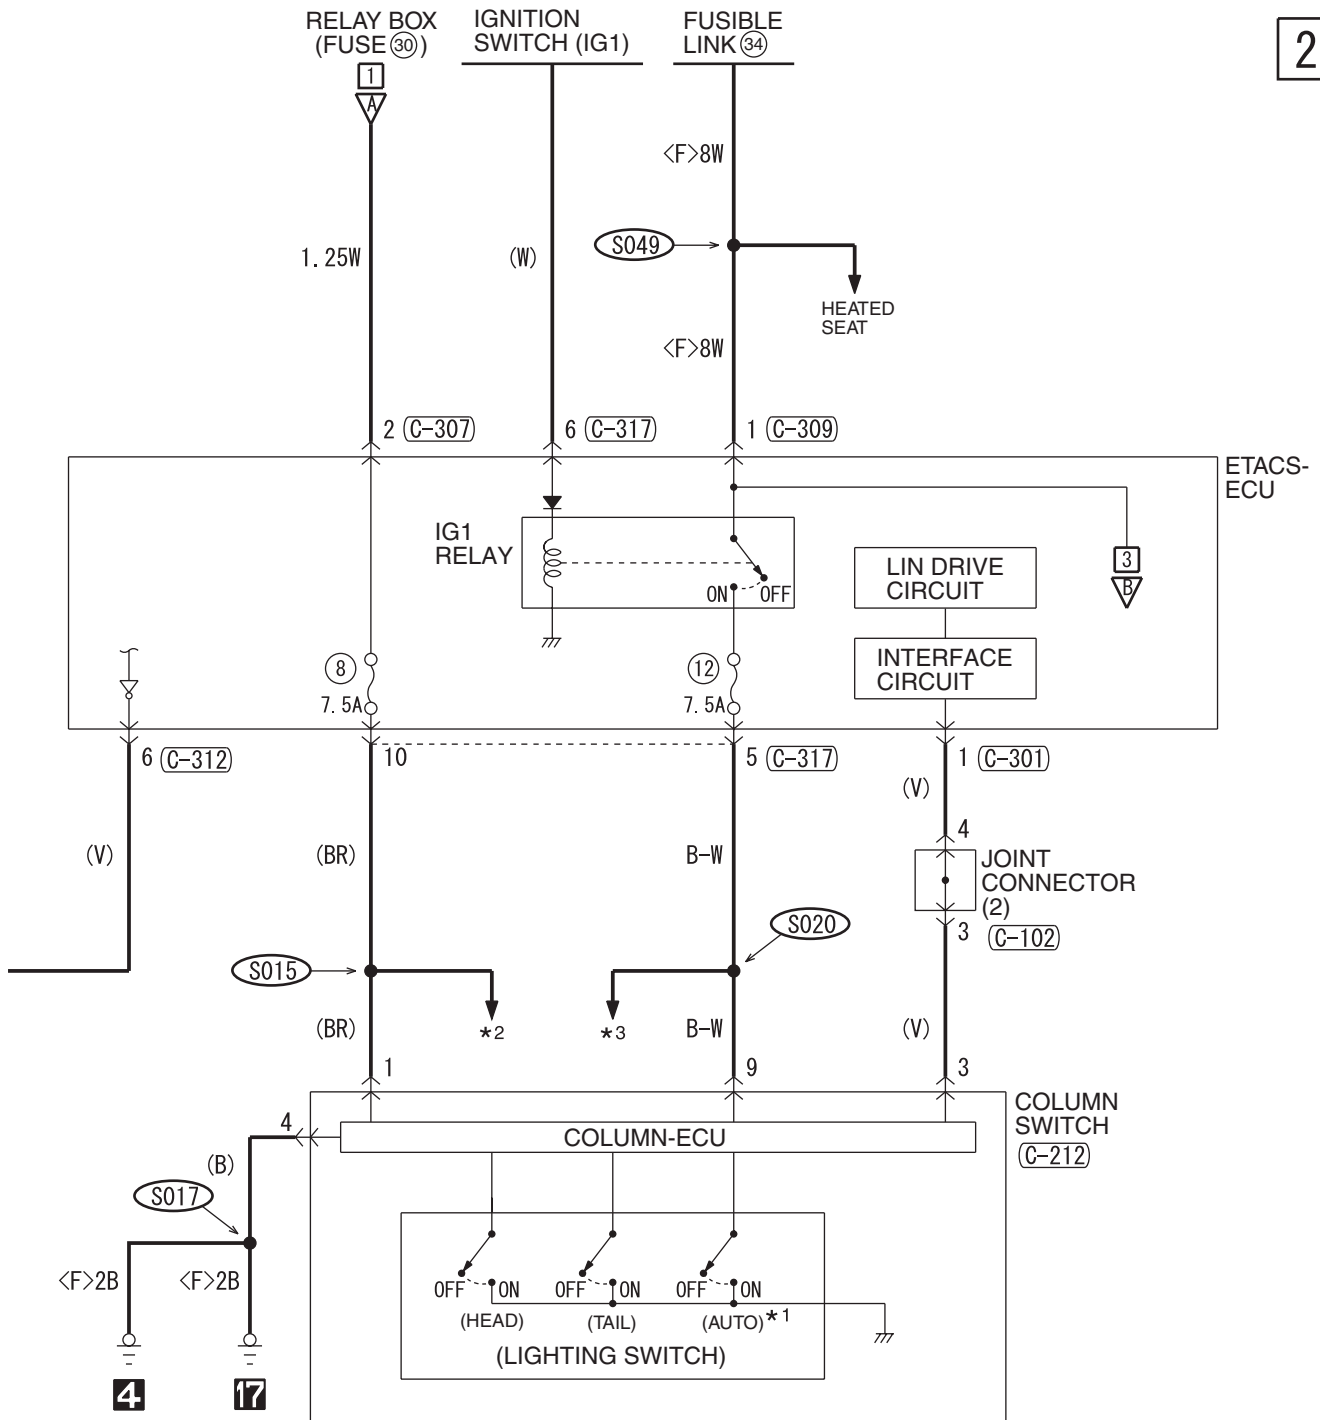 RELAY BOX
(FUSE 30)
IGNITION
SWITCH (IG1)
FUSIBLE
LINK 34
2
1
A
<F>8W
1.25W
(W)
S049
HEATED
SEAT
<F>8W
2 (C-307)
6 (C-317)
1 (C-309)
ETACS-
ECU
IG1
RELAY
ON
OFF
LIN DRIVE
CIRCUIT
3
B
INTERFACE
CIRCUIT
8
7.5A
12
7.5A
6 (C-312)
10
5 (C-317)
1 (C-301)
(V)
(V)
(BR)
B-W
4
JOINT
CONNECTOR
(2)
3 (C-102)
S015
S020
*2
*3
(BR)
B-W
(V)
1
9
3
COLUMN
SWITCH
(C-212)
4
COLUMN-ECU
(B)
S017
<F>2B
<F>2B
OFF ON
OFF ON
OFF ON
(HEAD)
(TAIL)
(AUTO)*1
(LIGHTING SWITCH)
4
17